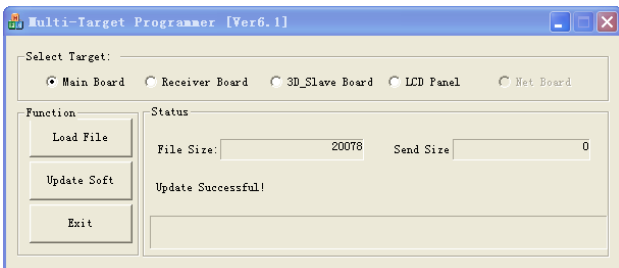 Multi-Target Programmer [Ver6.1]
Select Target:
Main Board Receiver Board 3D_Slave Board LCD Panel Net Board
Function
Status
Load File
File Size: 20078 Send Size 0
Update Soft
Update Successful!
Exit